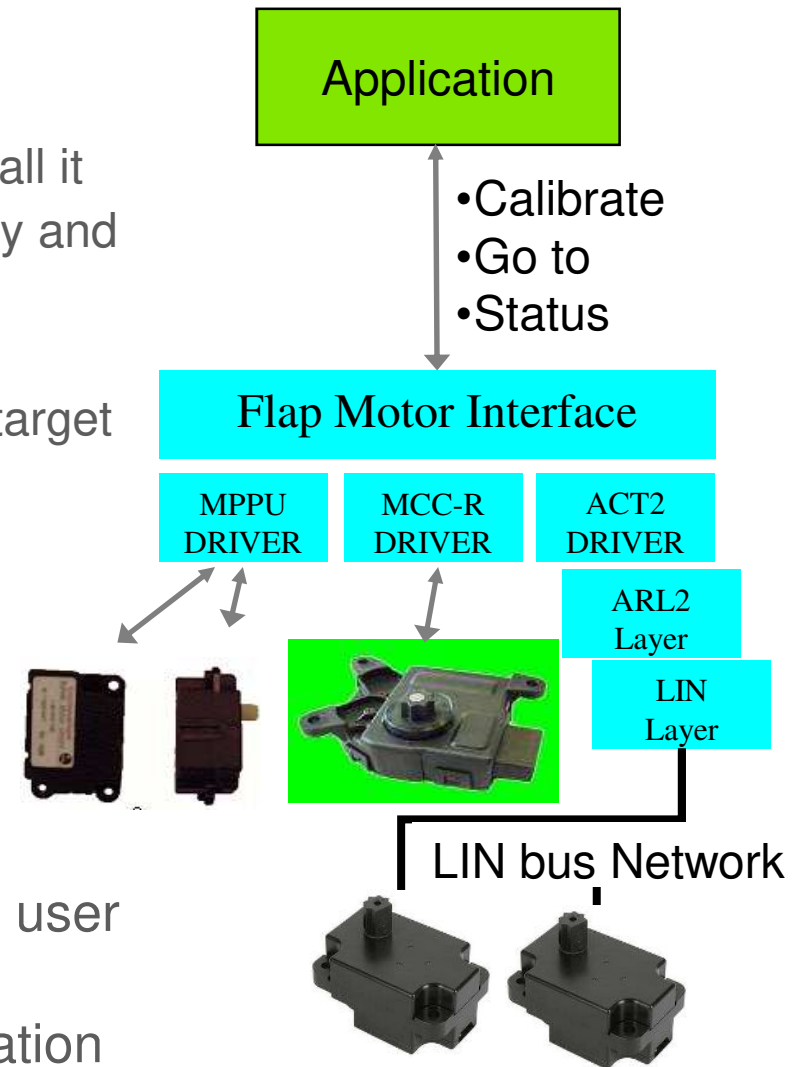 Application
all it
y and
•Calibrate
•Go to
•Status
target
Flap Motor Interface
MPPU
DRIVER
MCC-R
DRIVER
ACT2
DRIVER
ARL2
Layer
LIN
Layer
LIN bus Network
user
ation